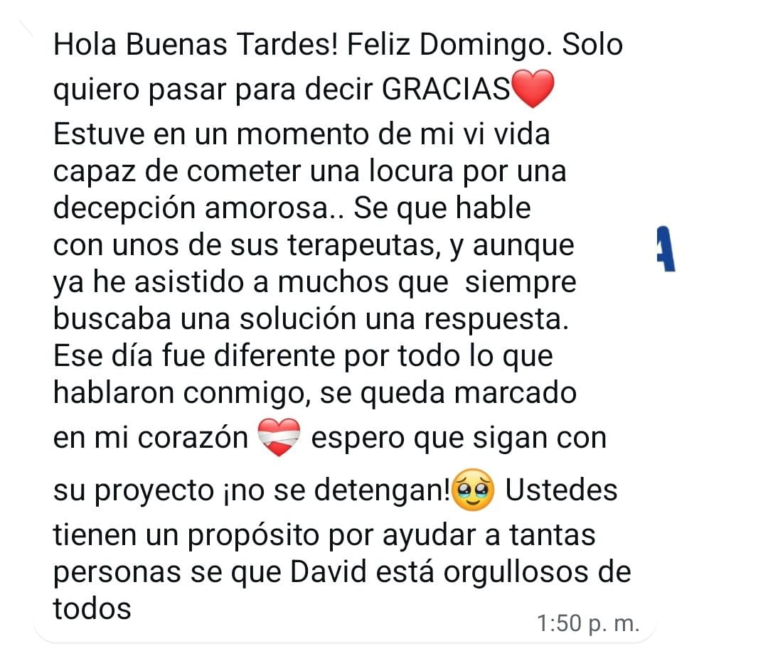 Hola Buenas Tardes! Feliz Domingo. Solo
quiero pasar para decir GRACIAS❤️
Estuve en un momento de mi vi vida
capaz de cometer una locura por una
decepción amorosa.. Se que hable
con unos de sus terapeutas, y aunque
ya he asistido a muchos que  siempre
buscaba una solución una respuesta.
Ese día fue diferente por todo lo que
hablaron conmigo, se queda marcado
en mi corazón ❤️‍🩹 espero que sigan con
su proyecto ¡no se detengan!🥹 Ustedes
tienen un propósito por ayudar a tantas
personas se que David está orgullosos de
todos
1:50 p. m.
A